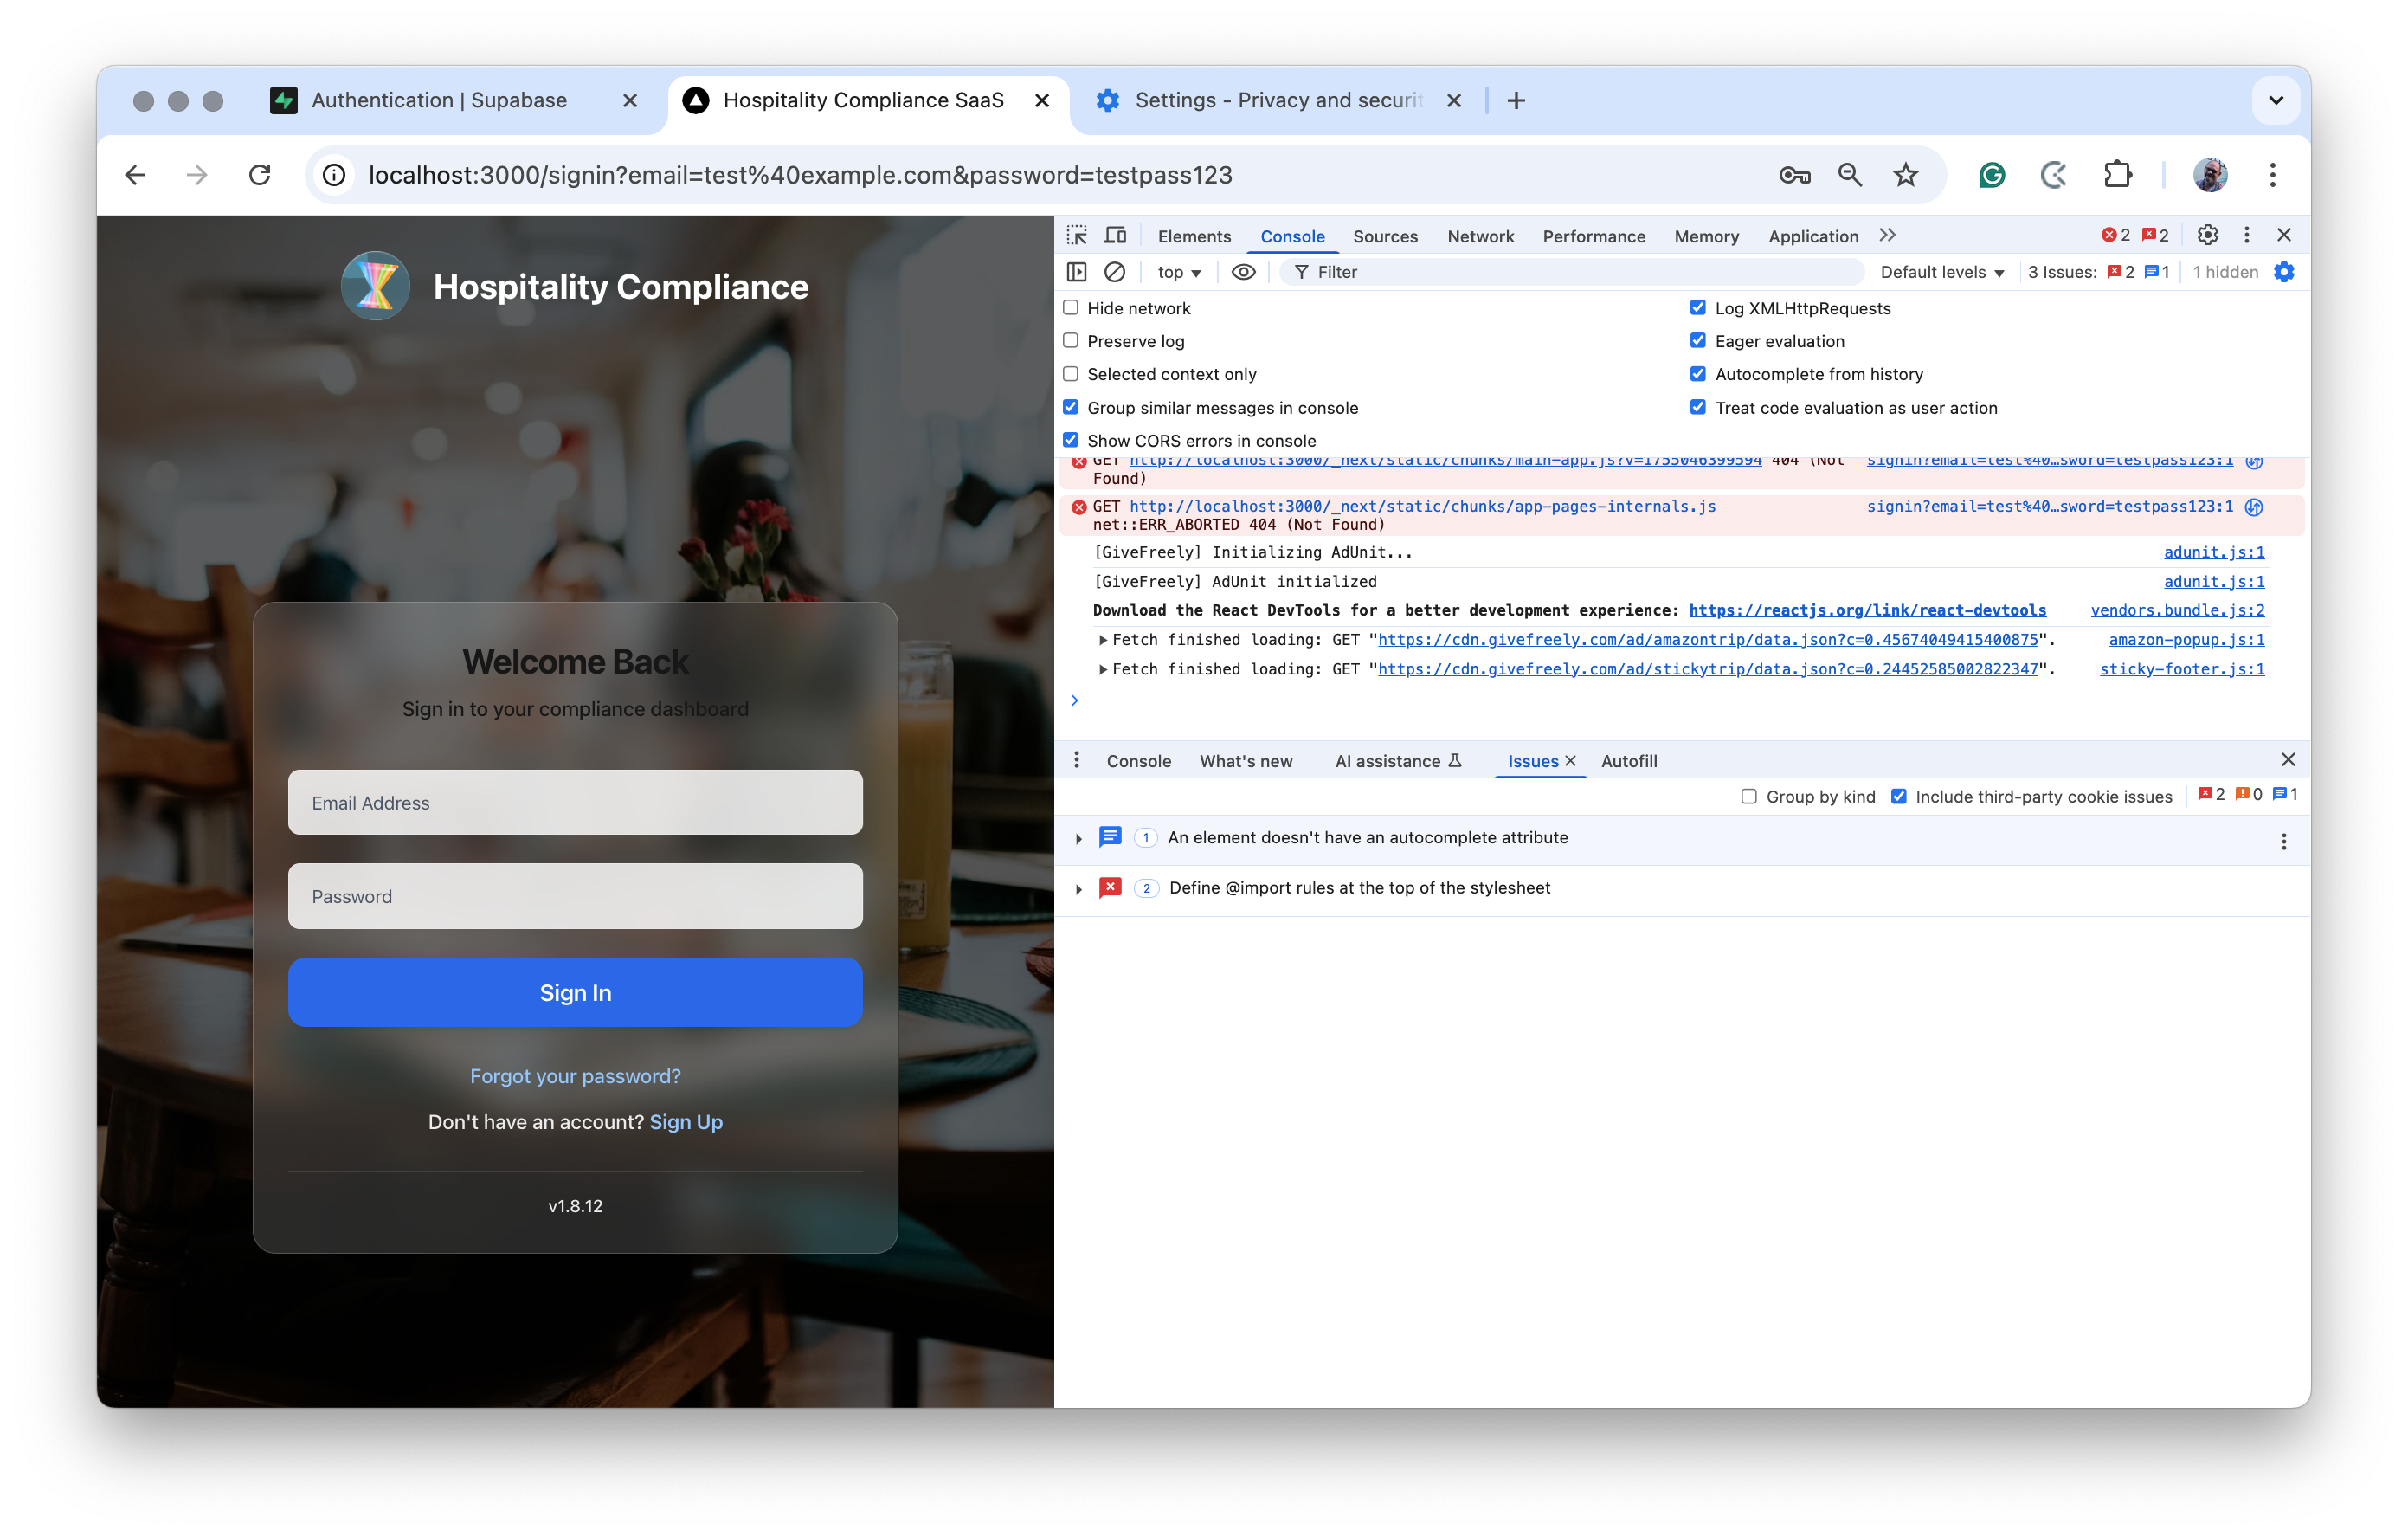 Authentication | Supabase
Hospitality Compliance SaaS
Settings - Privacy and securit
localhost:3000/signin?email=test%40example.com&password=testpass123
Hospitality Compliance
Welcome Back
Sign in to your compliance dashboard
Email Address
Password
Sign In
Forgot your password?
Don't have an account? Sign Up
v1.8.12
Elements
Console
Sources
Network
Performance
Memory
Application
2
2
top
Filter
Default levels
3 Issues: 2 1
1 hidden
Hide network
Log XMLHttpRequests
Preserve log
Eager evaluation
Selected context only
Autocomplete from history
Group similar messages in console
Treat code evaluation as user action
Show CORS errors in console
GET http://localhost:3000/_next/static/chunks/main-app.js?v=1755046399594 404 (Not signin?email=test%40…sword=testpass123:1
Found)
GET http://localhost:3000/_next/static/chunks/app-pages-internals.js signin?email=test%40…sword=testpass123:1
net::ERR_ABORTED 404 (Not Found)
[GiveFreely] Initializing AdUnit... adunit.js:1
[GiveFreely] AdUnit initialized adunit.js:1
Download the React DevTools for a better development experience: https://reactjs.org/link/react-devtools vendors.bundle.js:2
Fetch finished loading: GET "https://cdn.givefreely.com/ad/amazontrip/data.json?c=0.45674049415400875". amazon-popup.js:1
Fetch finished loading: GET "https://cdn.givefreely.com/ad/stickytrip/data.json?c=0.24452585002822347". sticky-footer.js:1
Console
What's new
AI assistance
Issues
Autofill
Group by kind
Include third-party cookie issues
2 0 1
1 An element doesn't have an autocomplete attribute
2 Define @import rules at the top of the stylesheet